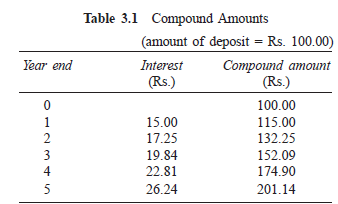 Table 3.1 Compound Amounts
(amount of deposit = Rs. 100.00)
Year end Interest Compound amount
(Rs.) (Rs.)
0 100.00
1 15.00 115.00
2 17.25 132.25
3 19.84 152.09
4 22.81 174.90
5 26.24 201.14